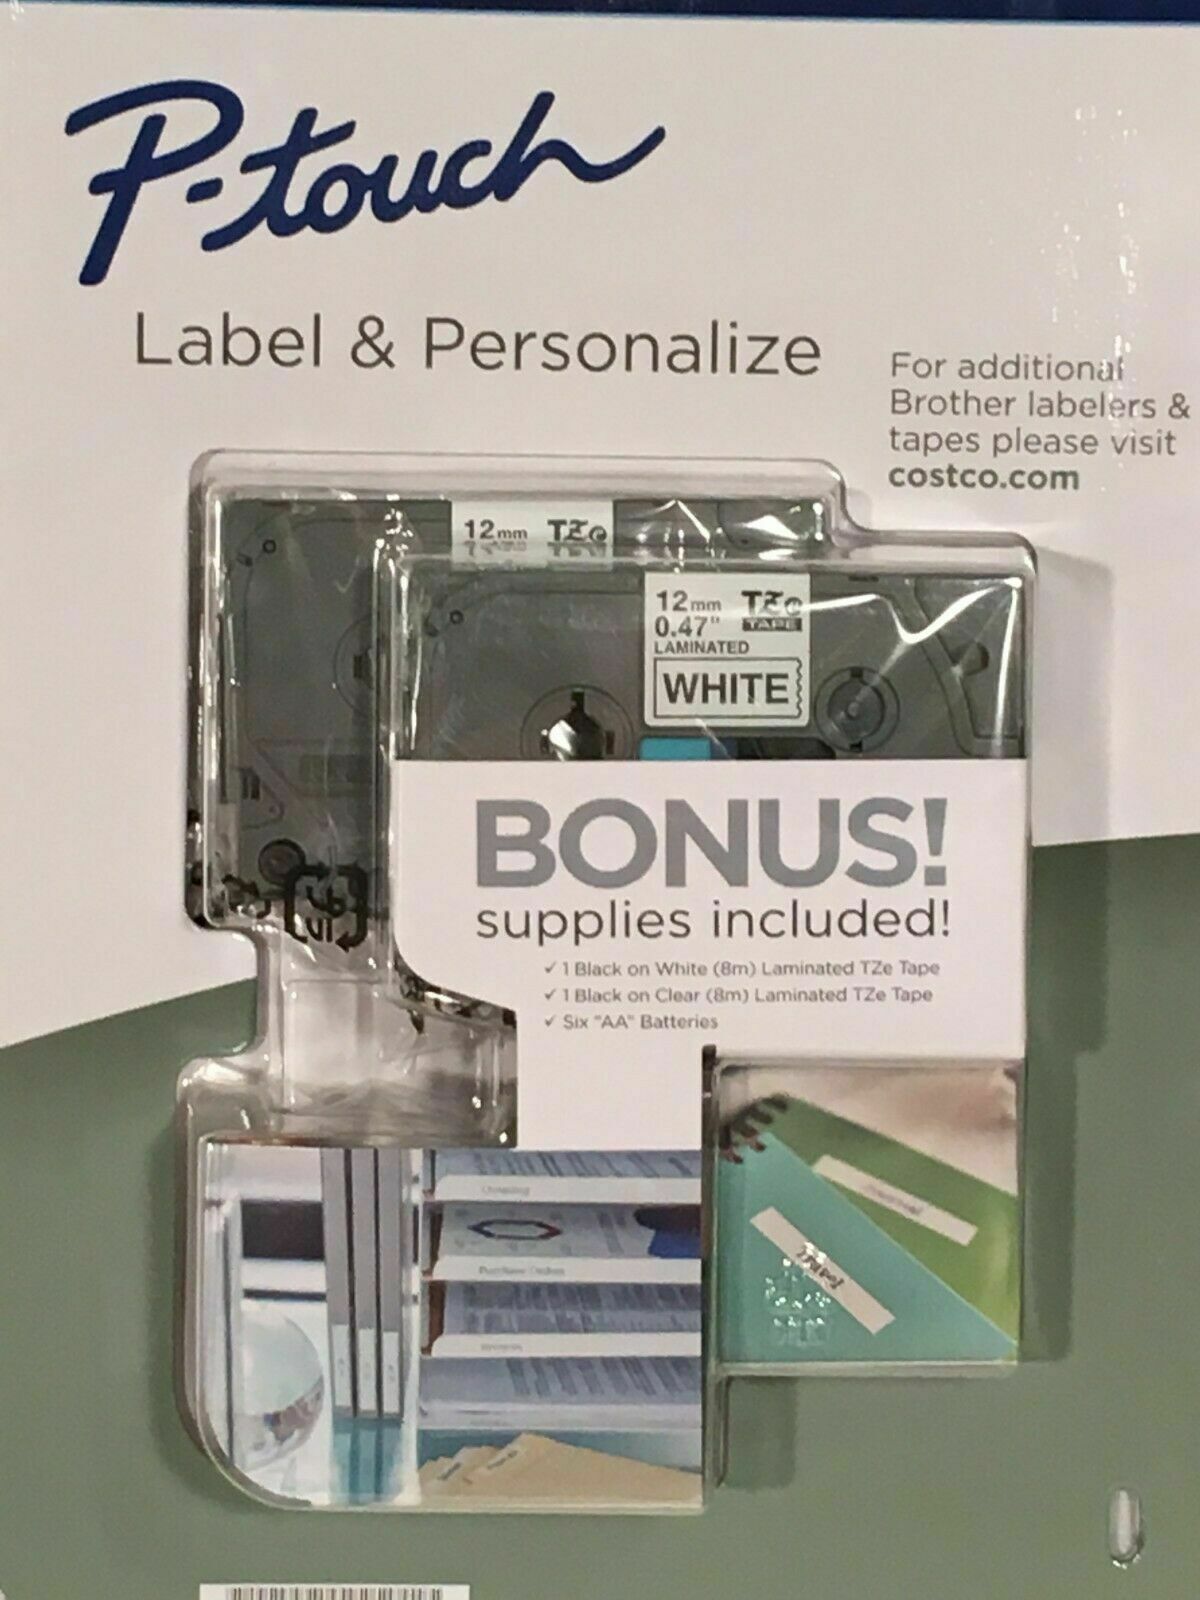 P-touch
Label & Personalize
For additional
Brother labelers &
tapes please visit
costco.com
12mm TZe
12mm TZe
0.47" TAPE
LAMINATED
WHITE
BONUS!
supplies included!
✓ 1 Black on White (8m) Laminated TZe Tape
✓ 1 Black on Clear (8m) Laminated TZe Tape
✓ Six "AA" Batteries
Purchase Orders